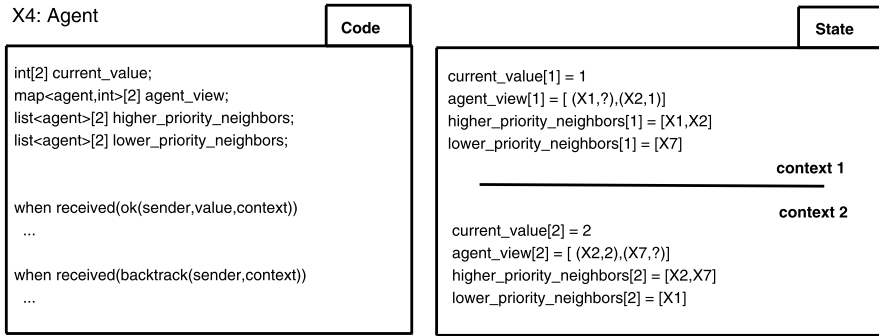 X4: Agent
Code
int[2] current_value;
map<agent,int>[2] agent_view;
list<agent>[2] higher_priority_neighbors;
list<agent>[2] lower_priority_neighbors;
when received(ok(sender,value,context))
...
when received(backtrack(sender,context))
...
State
current_value[1] = 1
agent_view[1] = [ (X1,?),(X2,1)]
higher_priority_neighbors[1] = [X1,X2]
lower_priority_neighbors[1] = [X7]
context 1
context 2
current_value[2] = 2
agent_view[2] = [ (X2,2),(X7,?)]
higher_priority_neighbors[2] = [X2,X7]
lower_priority_neighbors[2] = [X1]